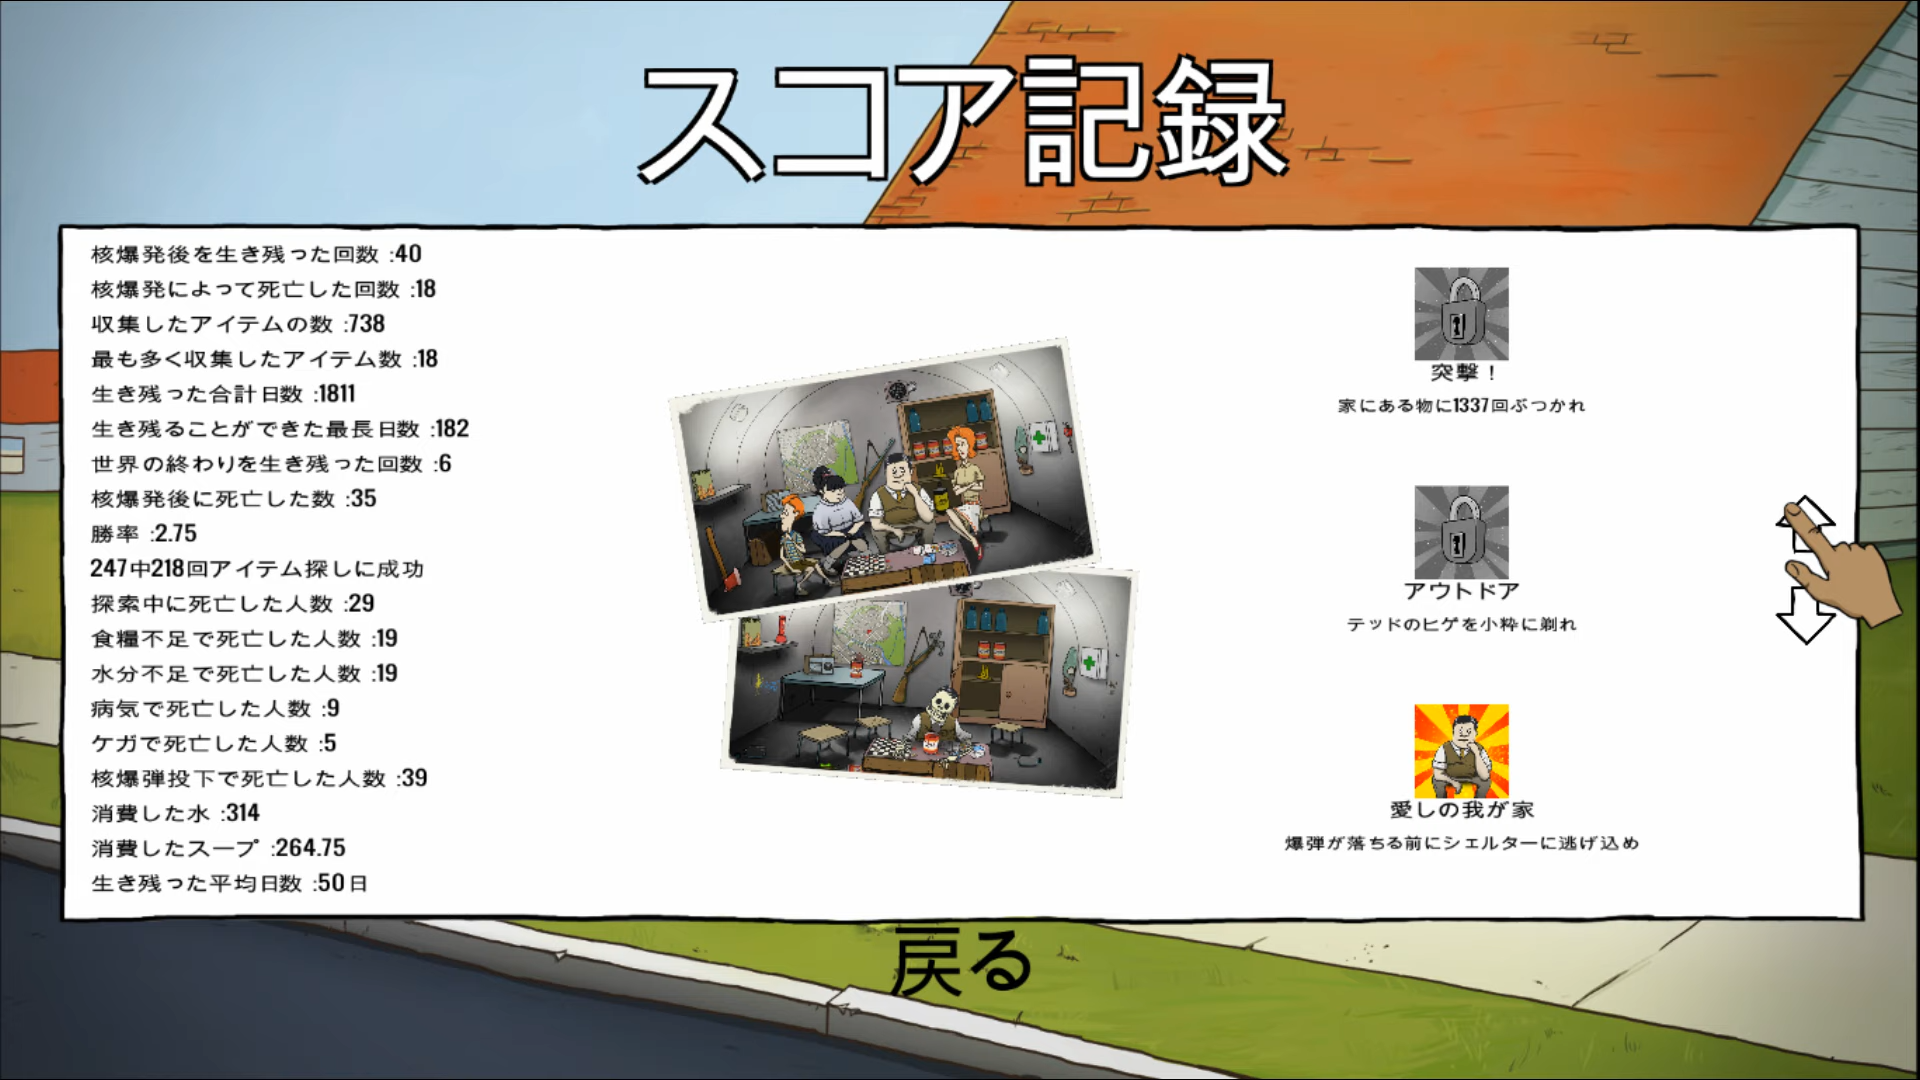 スコア記録
核爆発後を生き残った回数 :40
核爆発によって死亡した回数 :18
収集したアイテムの数 :738
最も多く収集したアイテム数 :18
生き残った合計日数 :1811
生き残ることができた最長日数 :182
世界の終わりを生き残った回数 :6
核爆発後に死亡した数 :35
勝率 :2.75
247中218回アイテム探しに成功
探索中に死亡した人数 :29
食糧不足で死亡した人数 :19
水分不足で死亡した人数 :19
病気で死亡した人数 :9
ケガで死亡した人数 :5
核爆弾投下で死亡した人数 :39
消費した水 :314
消費したスープ :264.75
生き残った平均日数 :50日
突撃！
家にある物に1337回ぶつかれ
アウトドア
テッドのヒゲを小粋に剃れ
愛しの我が家
爆弾が落ちる前にシェルターに逃げ込め
戻る